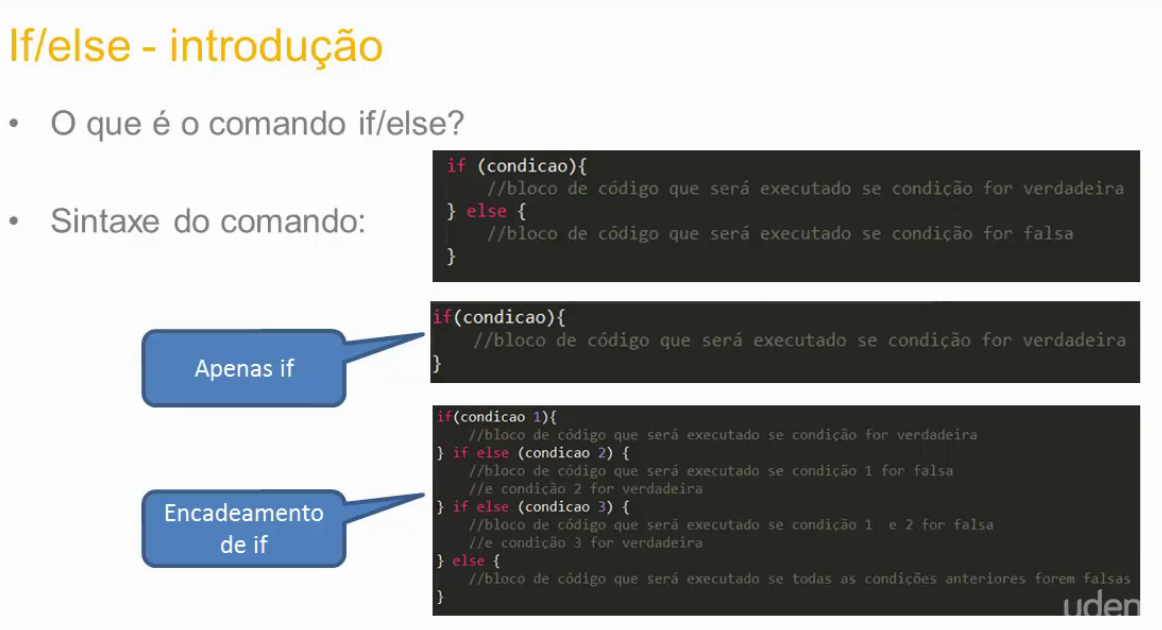 If/else - introdução
• O que é o comando if/else?
• Sintaxe do comando:
if (condicao){
//bloco de código que será executado se condição for verdadeira
} else {
//bloco de código que será executado se condição for falsa
}
Apenas if
if(condicao){
//bloco de código que será executado se condição for verdadeira
}
Encadeamento
de if
if(condicao 1){
//bloco de código que será executado se condição for verdadeira
} if else (condicao 2) {
//bloco de código que será executado se condição 1 for falsa
//e condição 2 for verdadeira
} if else (condicao 3) {
//bloco de código que será executado se condição 1  e 2 for falsa
//e condição 3 for verdadeira
} else {
//bloco de código que será executado se todas as condições anteriores forem falsas
}